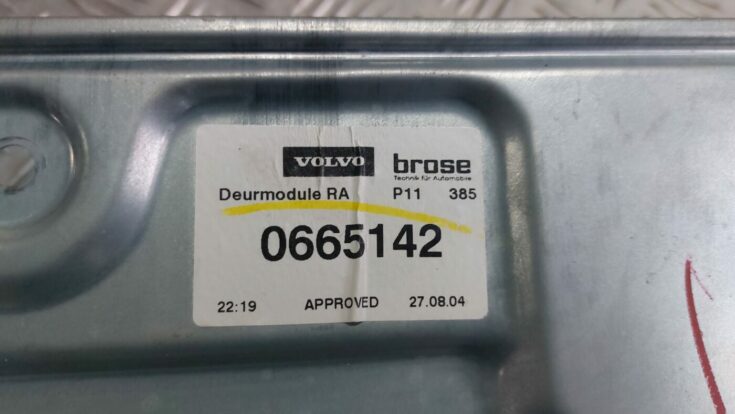 VOLVO brose
Technik für Automobile
Deurmodule RA P11 385
0665142
22:19 APPROVED 27.08.04